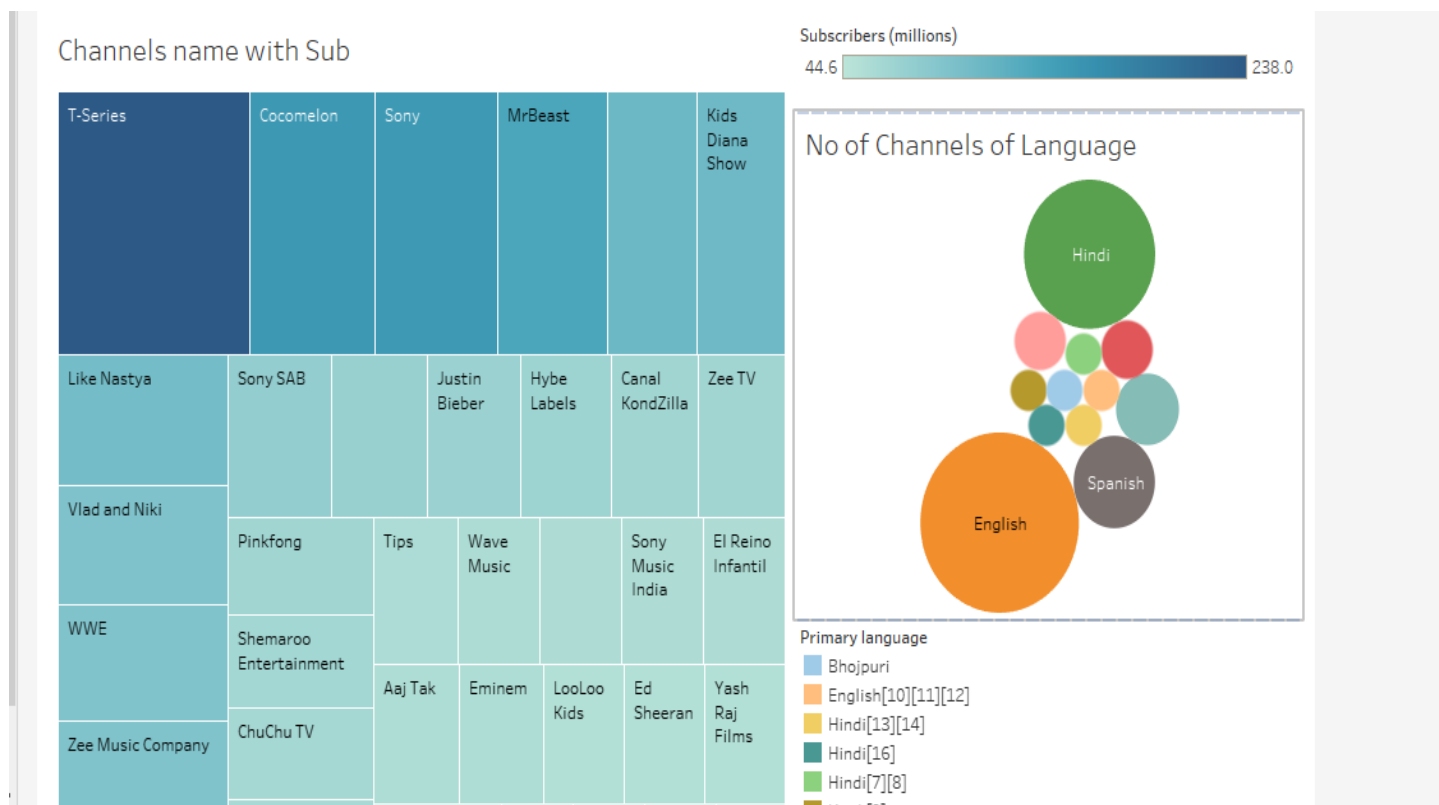 Channels name with Sub
Subscribers (millions)
44.6
238.0
T-Series
Cocomelon
Sony
MrBeast
Kids
Diana
Show
Like Nastya
Sony SAB
Justin
Bieber
Hybe
Labels
Canal
KondZilla
Zee TV
Vlad and Niki
Pinkfong
Tips
Wave
Music
Sony
Music
India
El Reino
Infantil
WWE
Shemaroo
Entertainment
Aaj Tak
Eminem
LooLoo
Kids
Ed
Sheeran
Yash
Raj
Films
Zee Music Company
ChuChu TV
No of Channels of Language
Hindi
Spanish
English
Primary language
Bhojpuri
English[10][11][12]
Hindi[13][14]
Hindi[16]
Hindi[7][8]